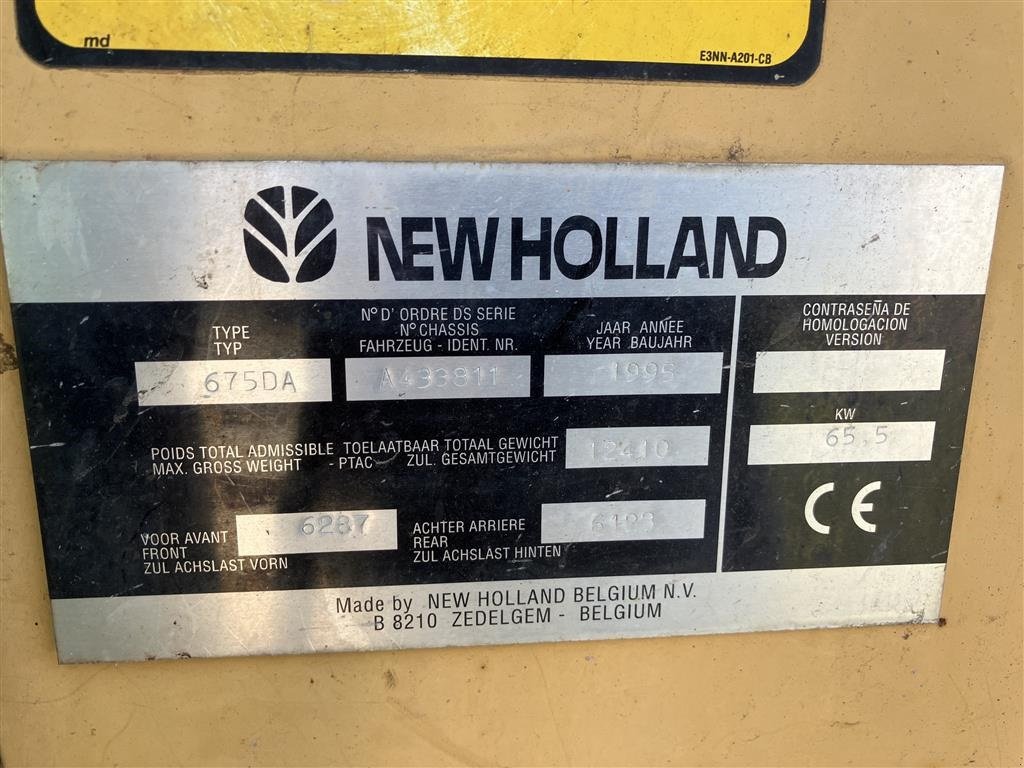 md
E3NN-A201-CB
NEW HOLLAND
TYPE
TYP
675DA
N° D' ORDRE DS SERIE
N° CHASSIS
FAHRZEUG - IDENT. NR.
A433811
JAAR ANNÉE
YEAR BAUJAHR
1995
CONTRASEÑA DE
HOMOLOGACION
VERSION
KW
65,5
POIDS TOTAL ADMISSIBLE TOELAATBAAR TOTAAL GEWICHT
MAX. GROSS WEIGHT - PTAC ZUL. GESAMTGEWICHT
12410
VOOR AVANT
FRONT
ZUL ACHSLAST VORN
6287
ACHTER ARRIERE
REAR
ZUL ACHSLAST HINTEN
CE
Made by NEW HOLLAND BELGIUM N.V.
B 8210 ZEDELGEM - BELGIUM